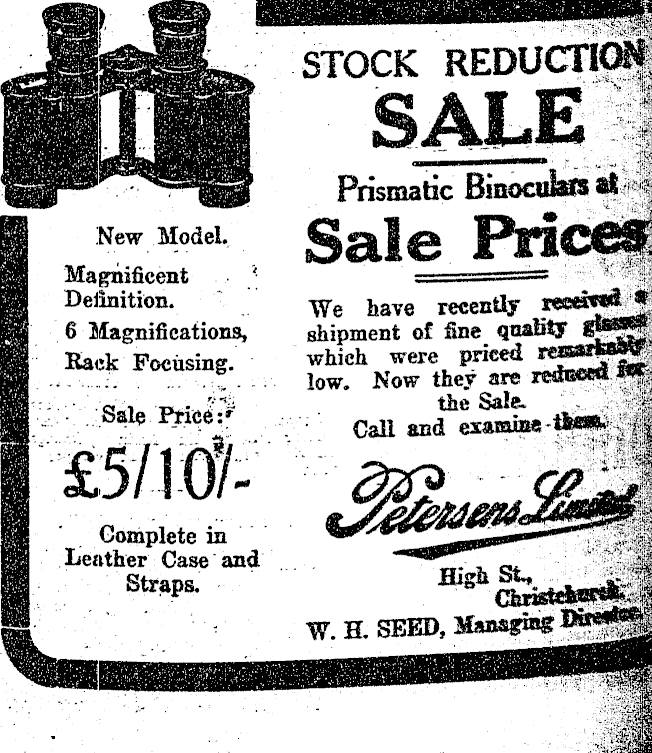 STOCK REDUCTION
SALE
Prismatic Binoculars at
Sale Prices
We have recently received a
shipment of fine quality glasses
which were priced remarkably
low. Now they are reduced for
the Sale.
Call and examine them.
Petersens Limited
High St.,
Christchurch.
W. H. SEED, Managing Director.
New Model.
Magnificent
Definition.
6 Magnifications,
Rack Focusing.
Sale Price:
£5/10/-
Complete in
Leather Case and
Straps.